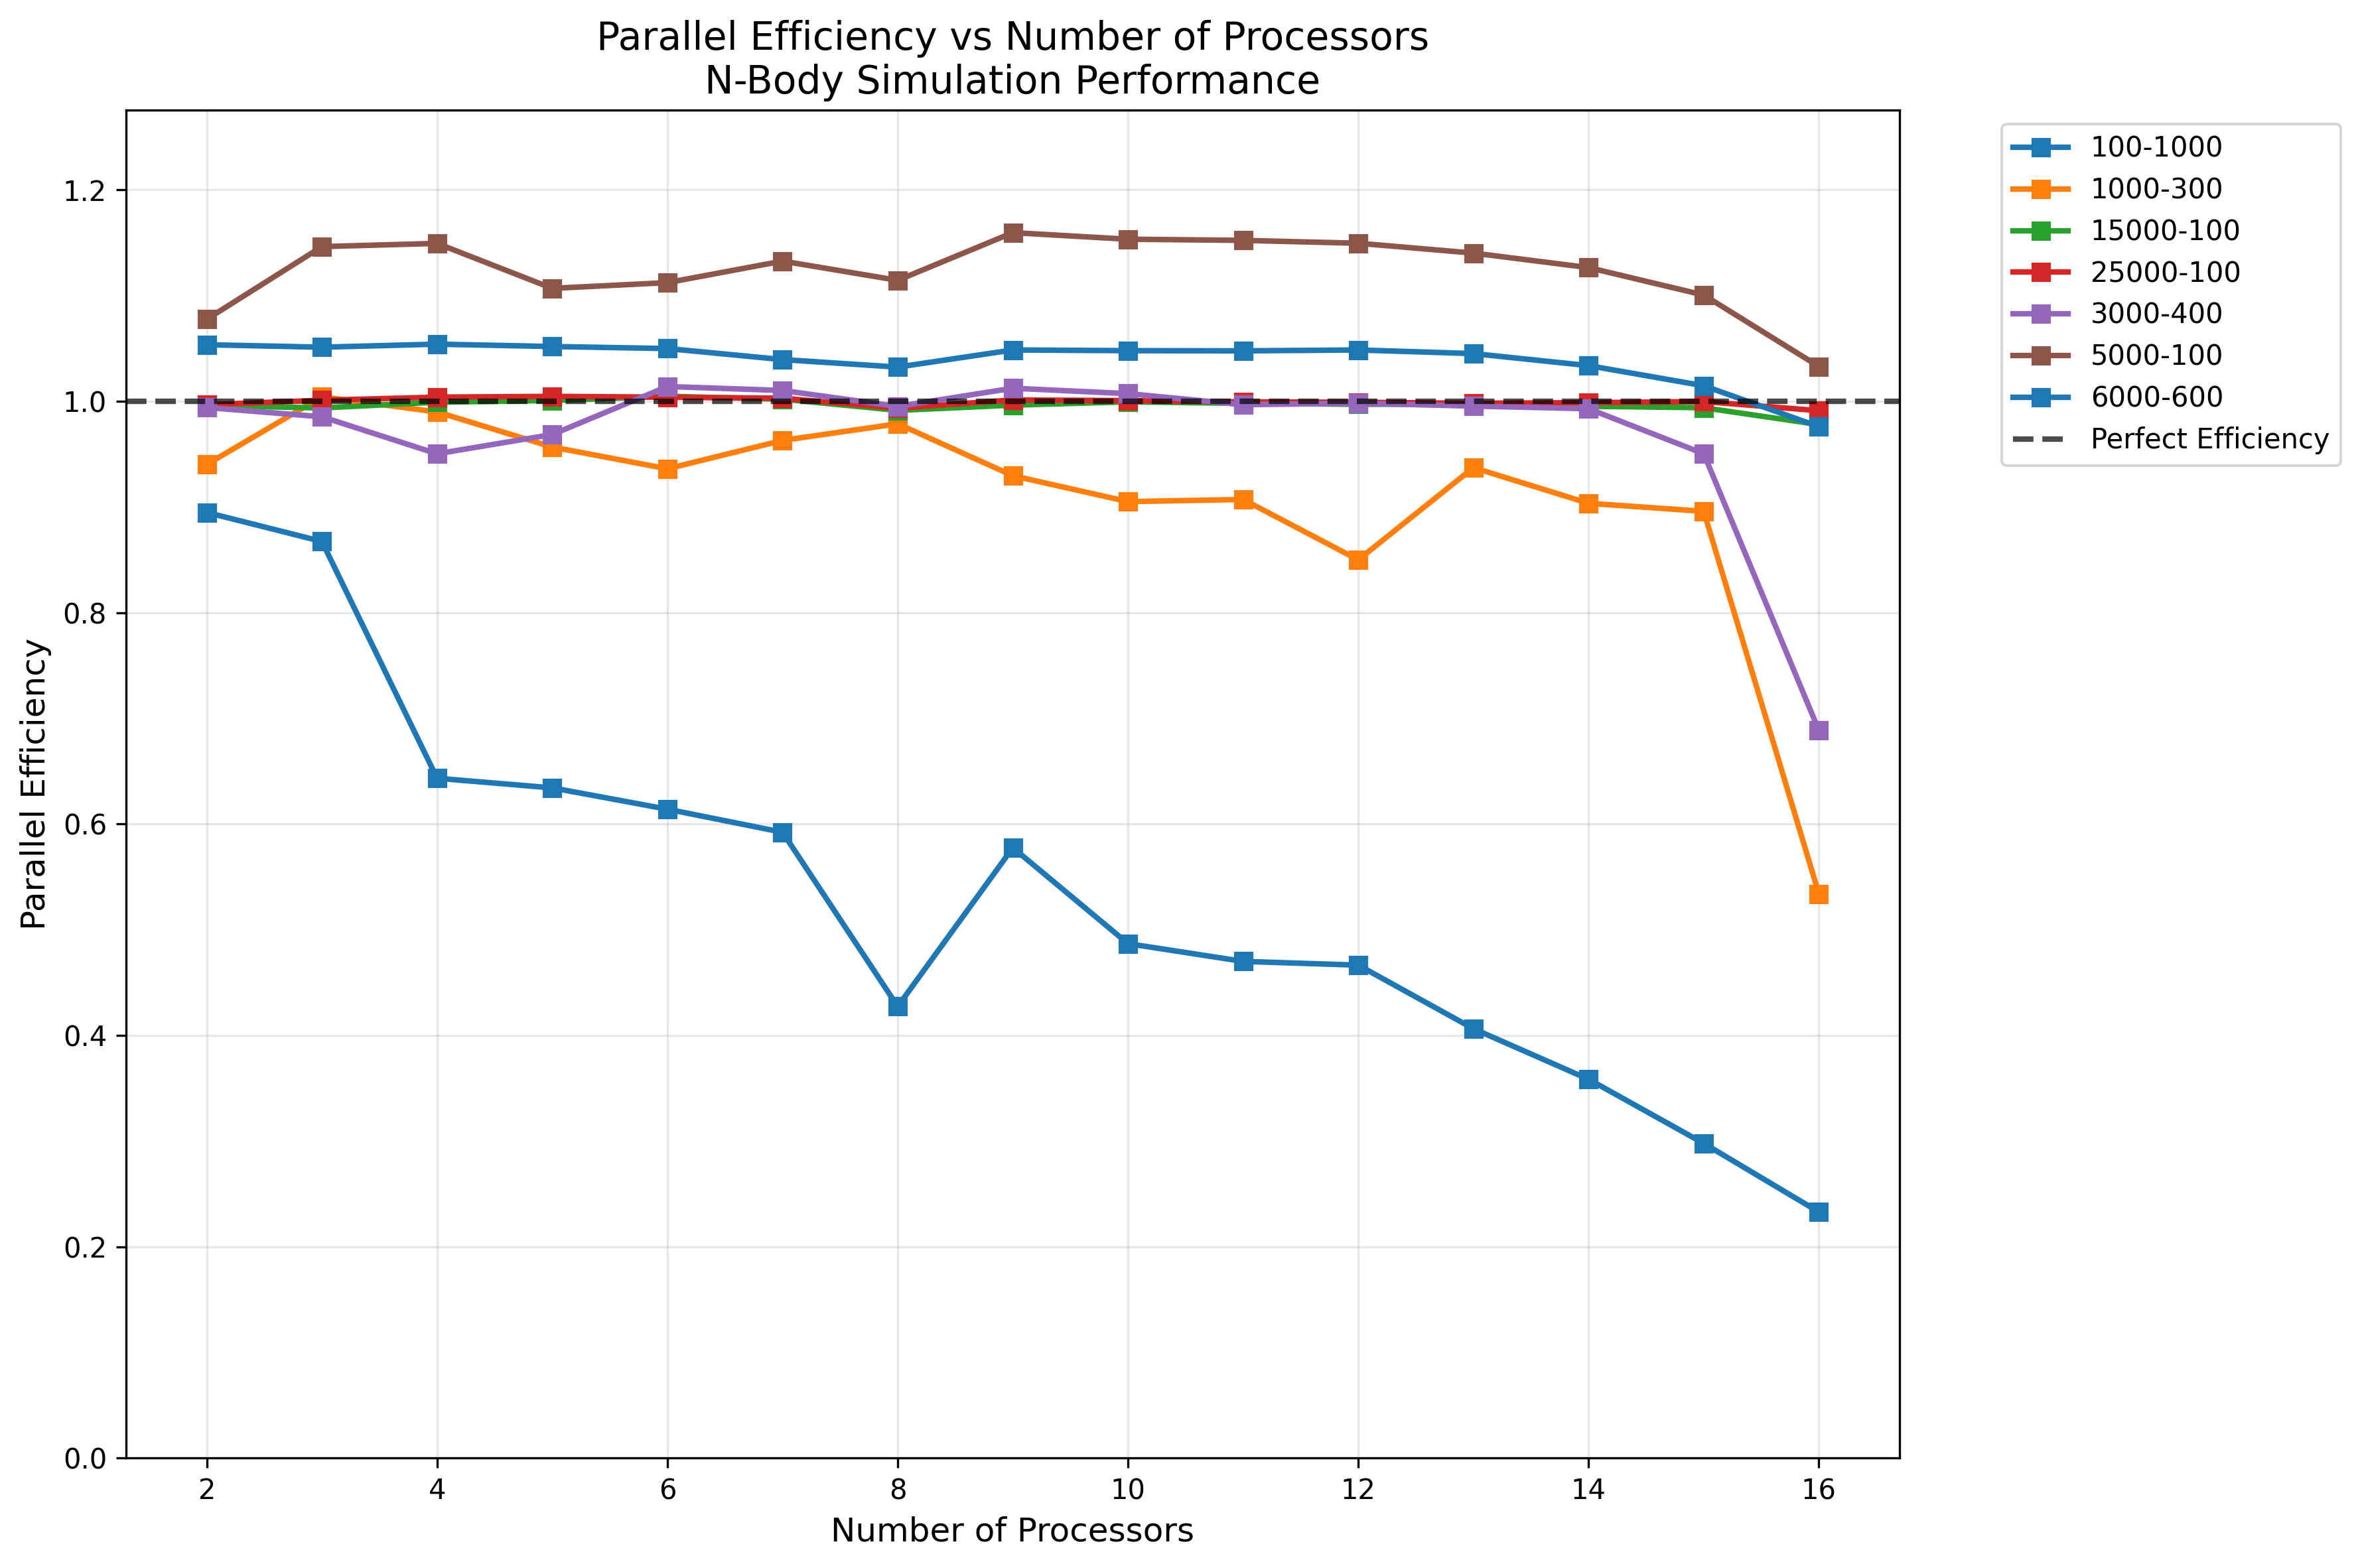 Parallel Efficiency vs Number of Processors
N-Body Simulation Performance
Parallel Efficiency
1.2
1.0
0.8
0.6
0.4
0.2
0.0
2 4 6 8 10 12 14 16
Number of Processors
100-1000
1000-300
15000-100
25000-100
3000-400
5000-100
6000-600
Perfect Efficiency